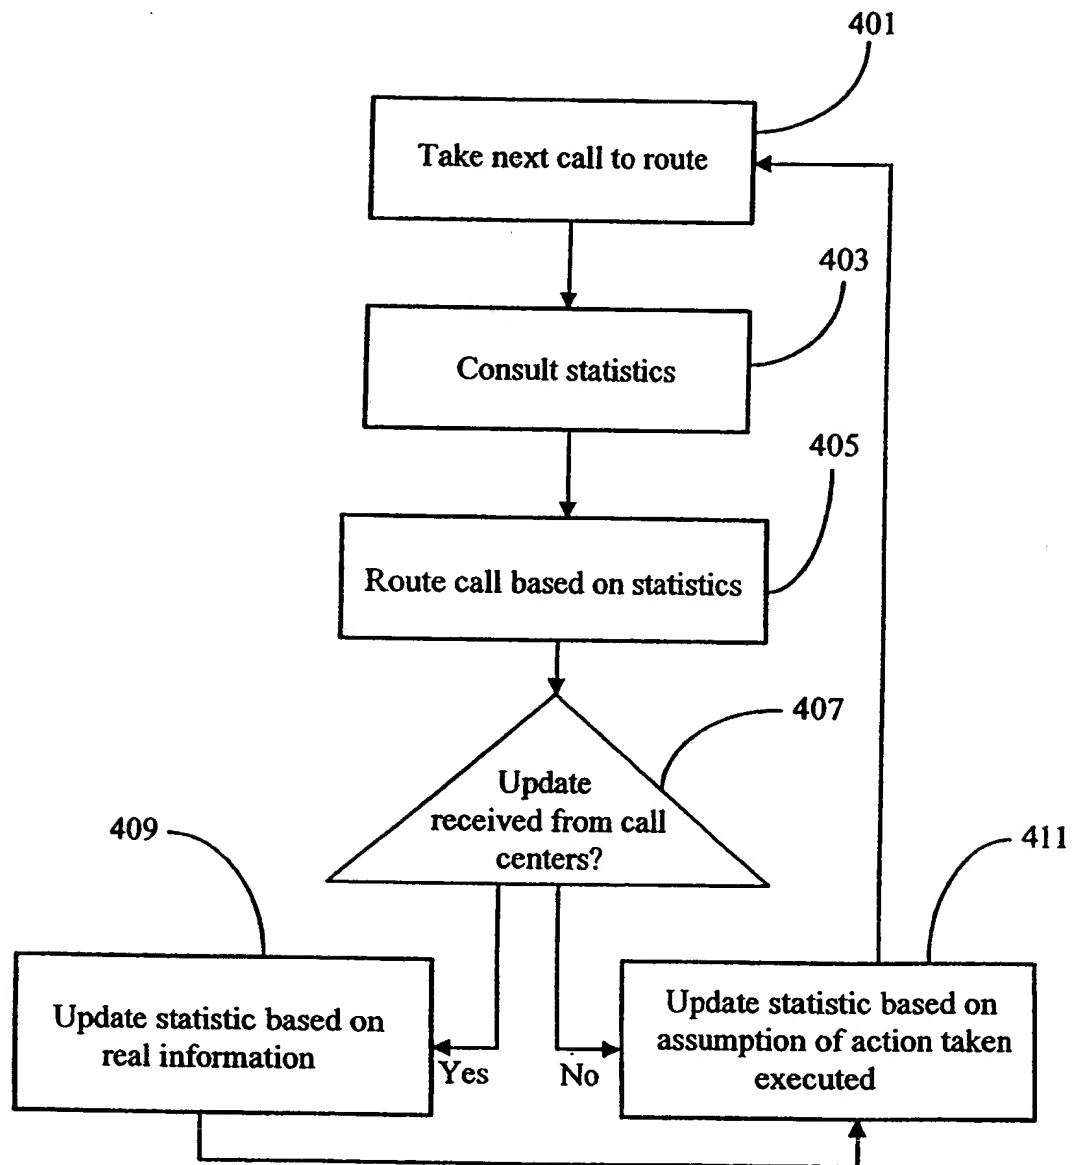 401
Take next call to route
403
Consult statistics
405
Route call based on statistics
407
Update
received from call
centers?
409
411
Update statistic based on
real information
Yes
No
Update statistic based on
assumption of action taken
executed